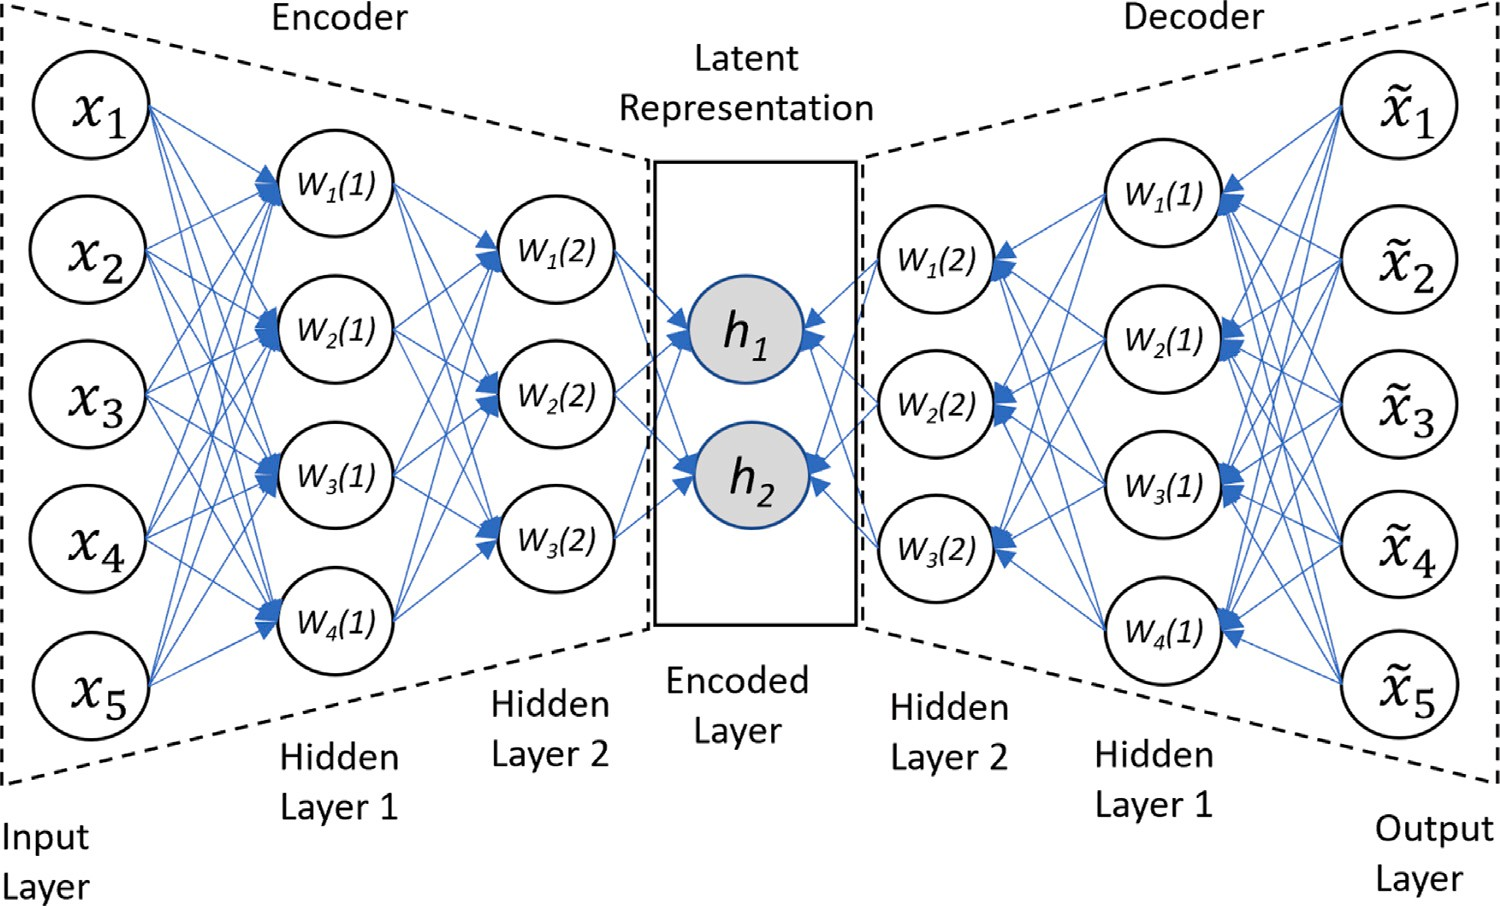 Encoder
Decoder
Latent
Representation
x₁
x₂
x₃
x₄
x₅
W₁(1)
W₂(1)
W₃(1)
W₄(1)
W₁(2)
W₂(2)
W₃(2)
h₁
h₂
W₁(2)
W₂(2)
W₃(2)
W₁(1)
W₂(1)
W₃(1)
W₄(1)
x̃₁
x̃₂
x̃₃
x̃₄
x̃₅
Input
Layer
Hidden
Layer 1
Hidden
Layer 2
Encoded
Layer
Hidden
Layer 2
Hidden
Layer 1
Output
Layer